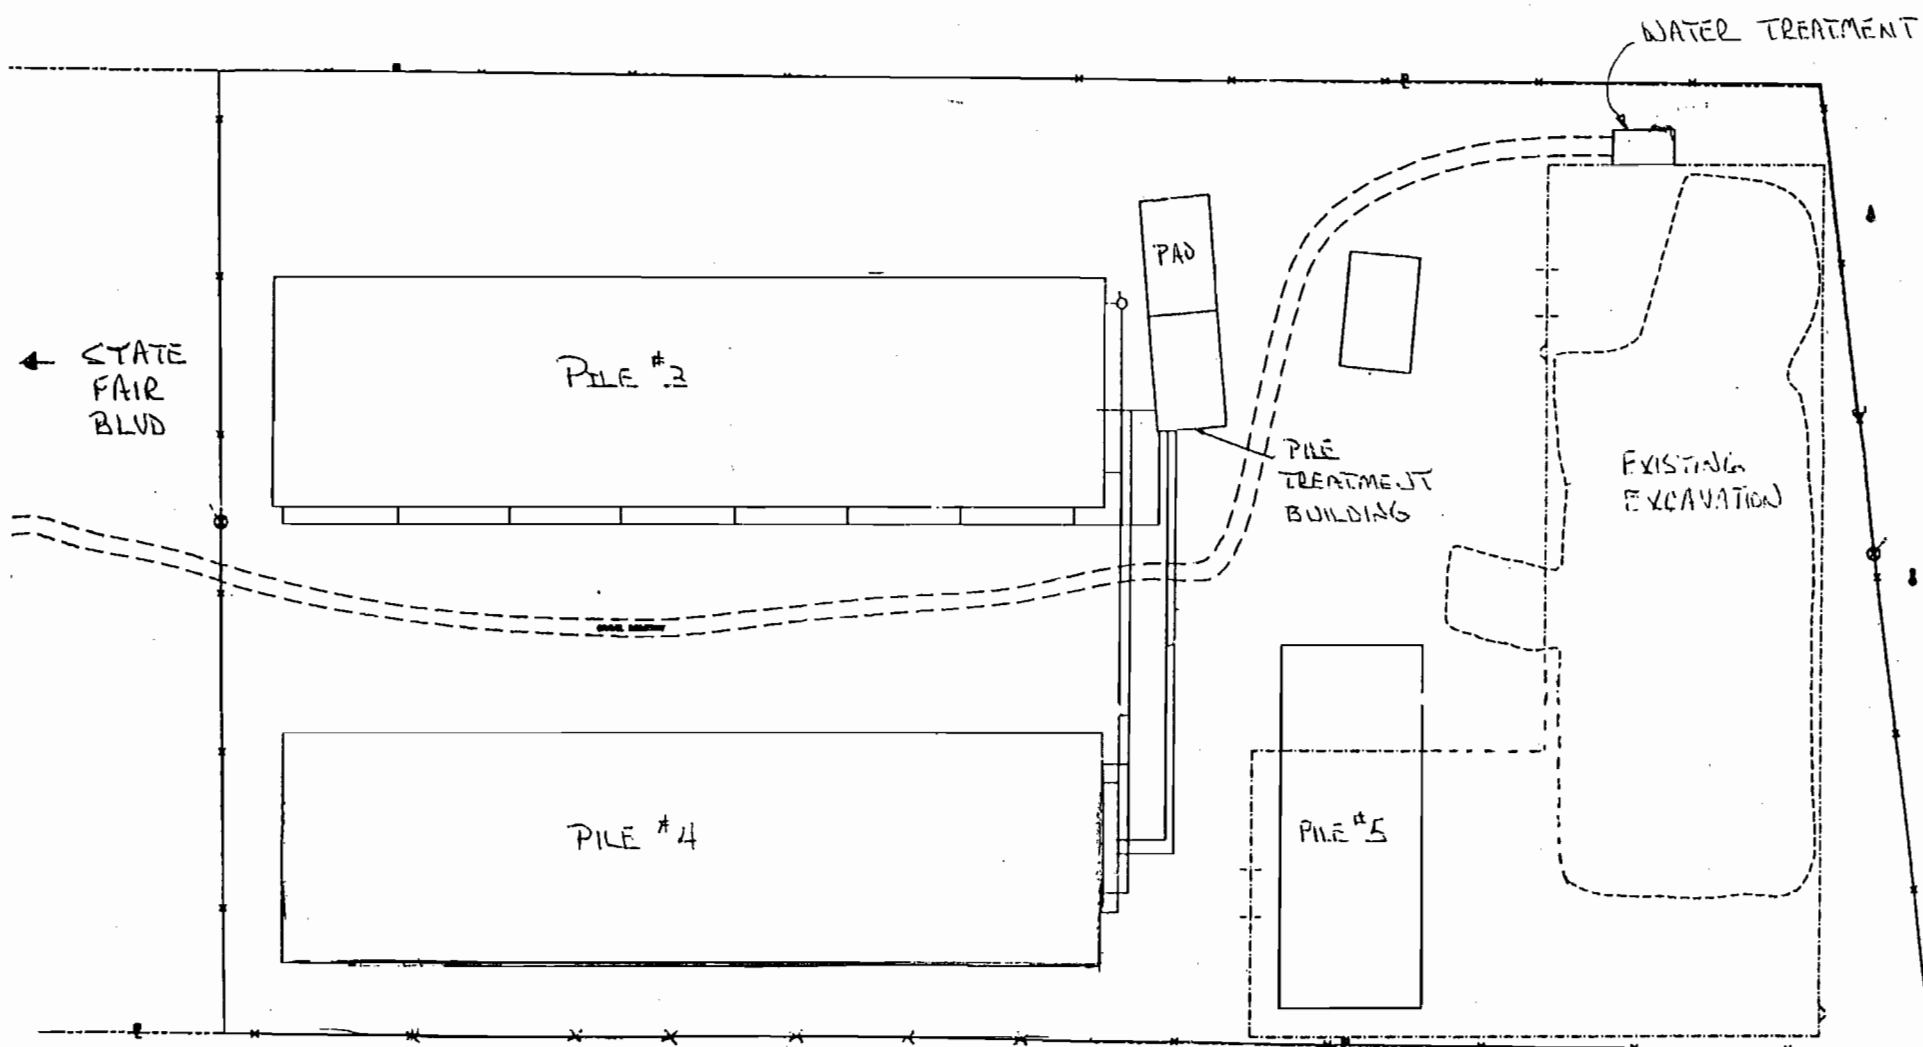 WATER TREATMENT
PAD
STATE
FAIR
BLVD
PILE #3
PILE
TREATMENT
BUILDING
EXISTING
EXCAVATION
PILE #4
PILE #5